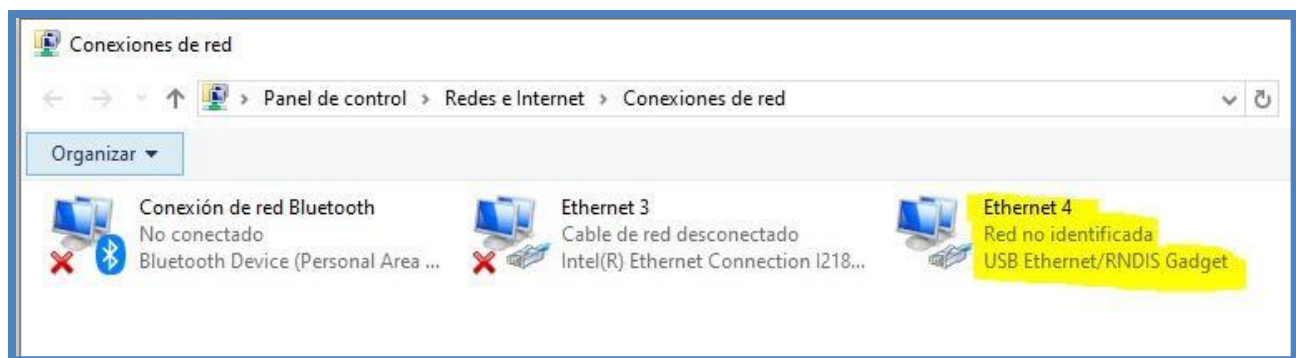 Conexiones de red
Panel de control > Redes e Internet > Conexiones de red
Organizar
Conexión de red Bluetooth
No conectado
Bluetooth Device (Personal Area ...
Ethernet 3
Cable de red desconectado
Intel(R) Ethernet Connection I218...
Ethernet 4
Red no identificada
USB Ethernet/RNDIS Gadget